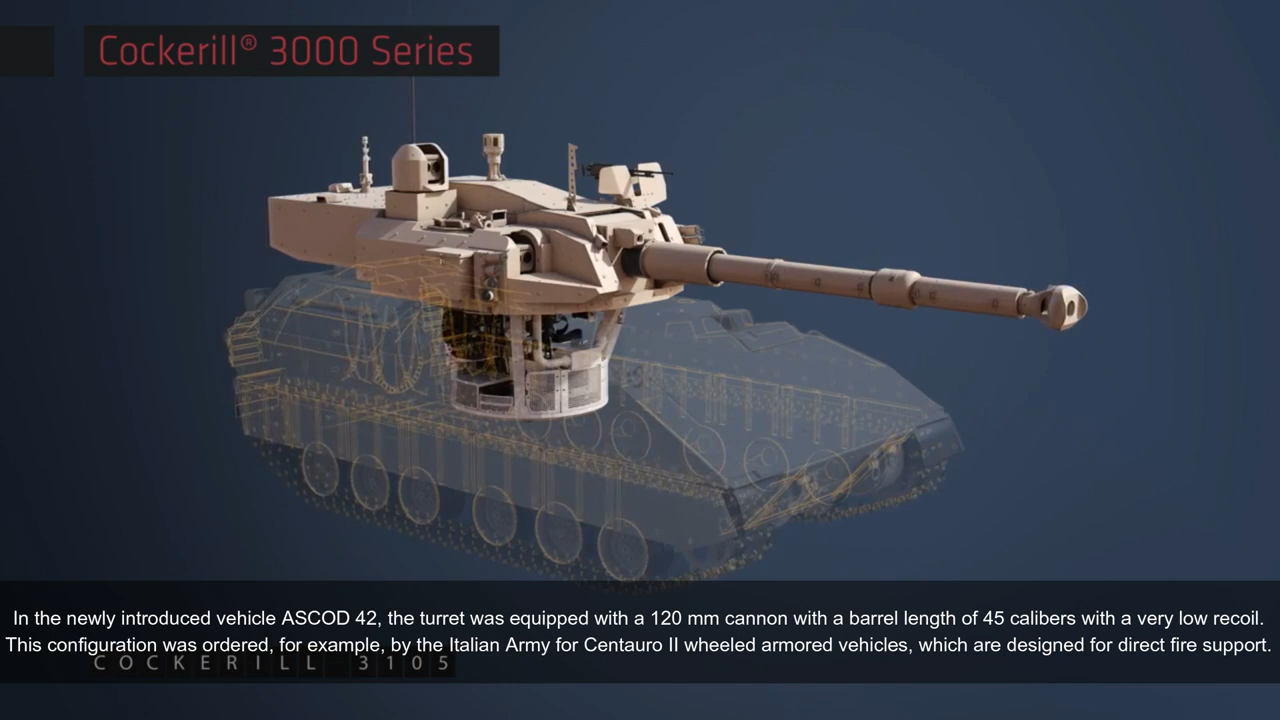 Cockerill® 3000 Series
In the newly introduced vehicle ASCOD 42, the turret was equipped with a 120 mm cannon with a barrel length of 45 calibers with a very low recoil.
This configuration was ordered, for example, by the Italian Army for Centauro II wheeled armored vehicles, which are designed for direct fire support.
COCKERILL 3105